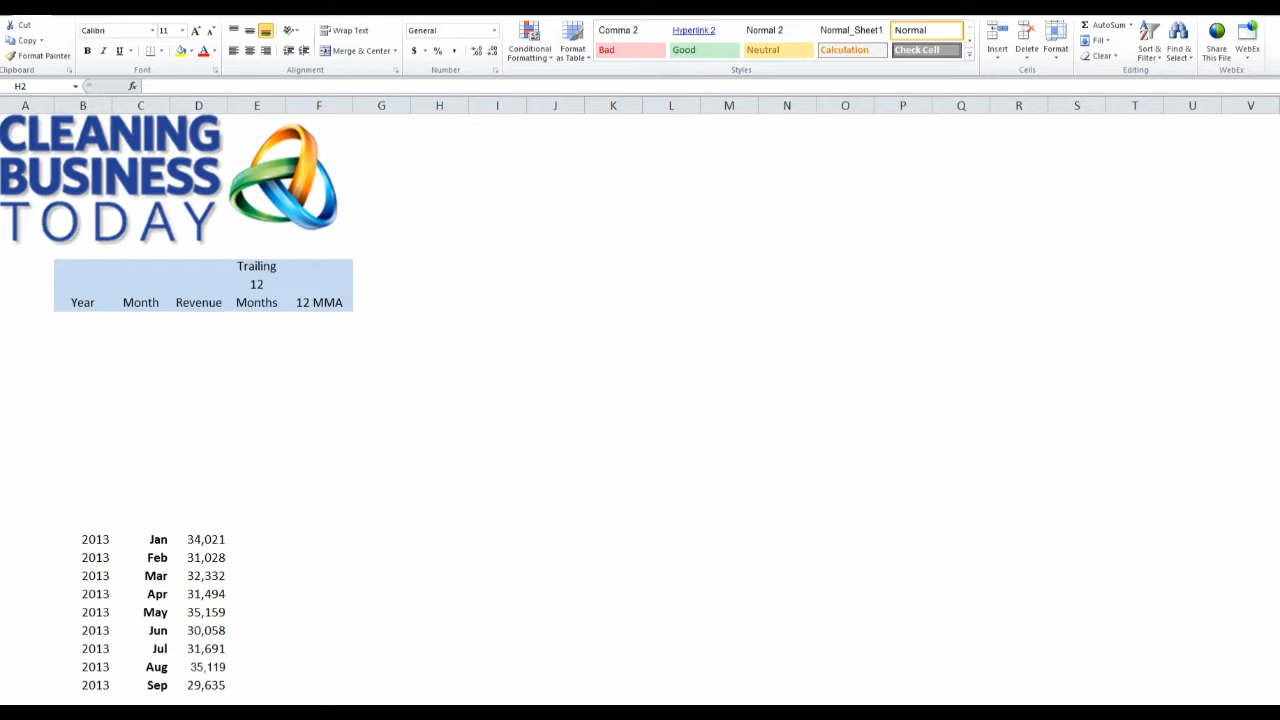 Cut
Copy
Format Painter
Clipboard
Calibri 11 A A
B I U A
Font
Wrap Text
Merge & Center
Alignment
General
$ % ,
Number
Conditional Formatting
Format as Table
Comma 2 Hyperlink 2 Normal 2 Normal_Sheet1 Normal
Bad Good Neutral Calculation Check Cell
Styles
Insert Delete Format
Cells
Σ AutoSum
Fill
Clear
Sort & Filter
Find & Select
Editing
Share This File
WebEx
WebEx
H2 fx
A B C D E F G H I J K L M N O P Q R S T U V
CLEANING
BUSINESS
TODAY
Trailing
12
Year Month Revenue Months 12 MMA
2013 Jan 34,021
2013 Feb 31,028
2013 Mar 32,332
2013 Apr 31,494
2013 May 35,159
2013 Jun 30,058
2013 Jul 31,691
2013 Aug 35,119
2013 Sep 29,635